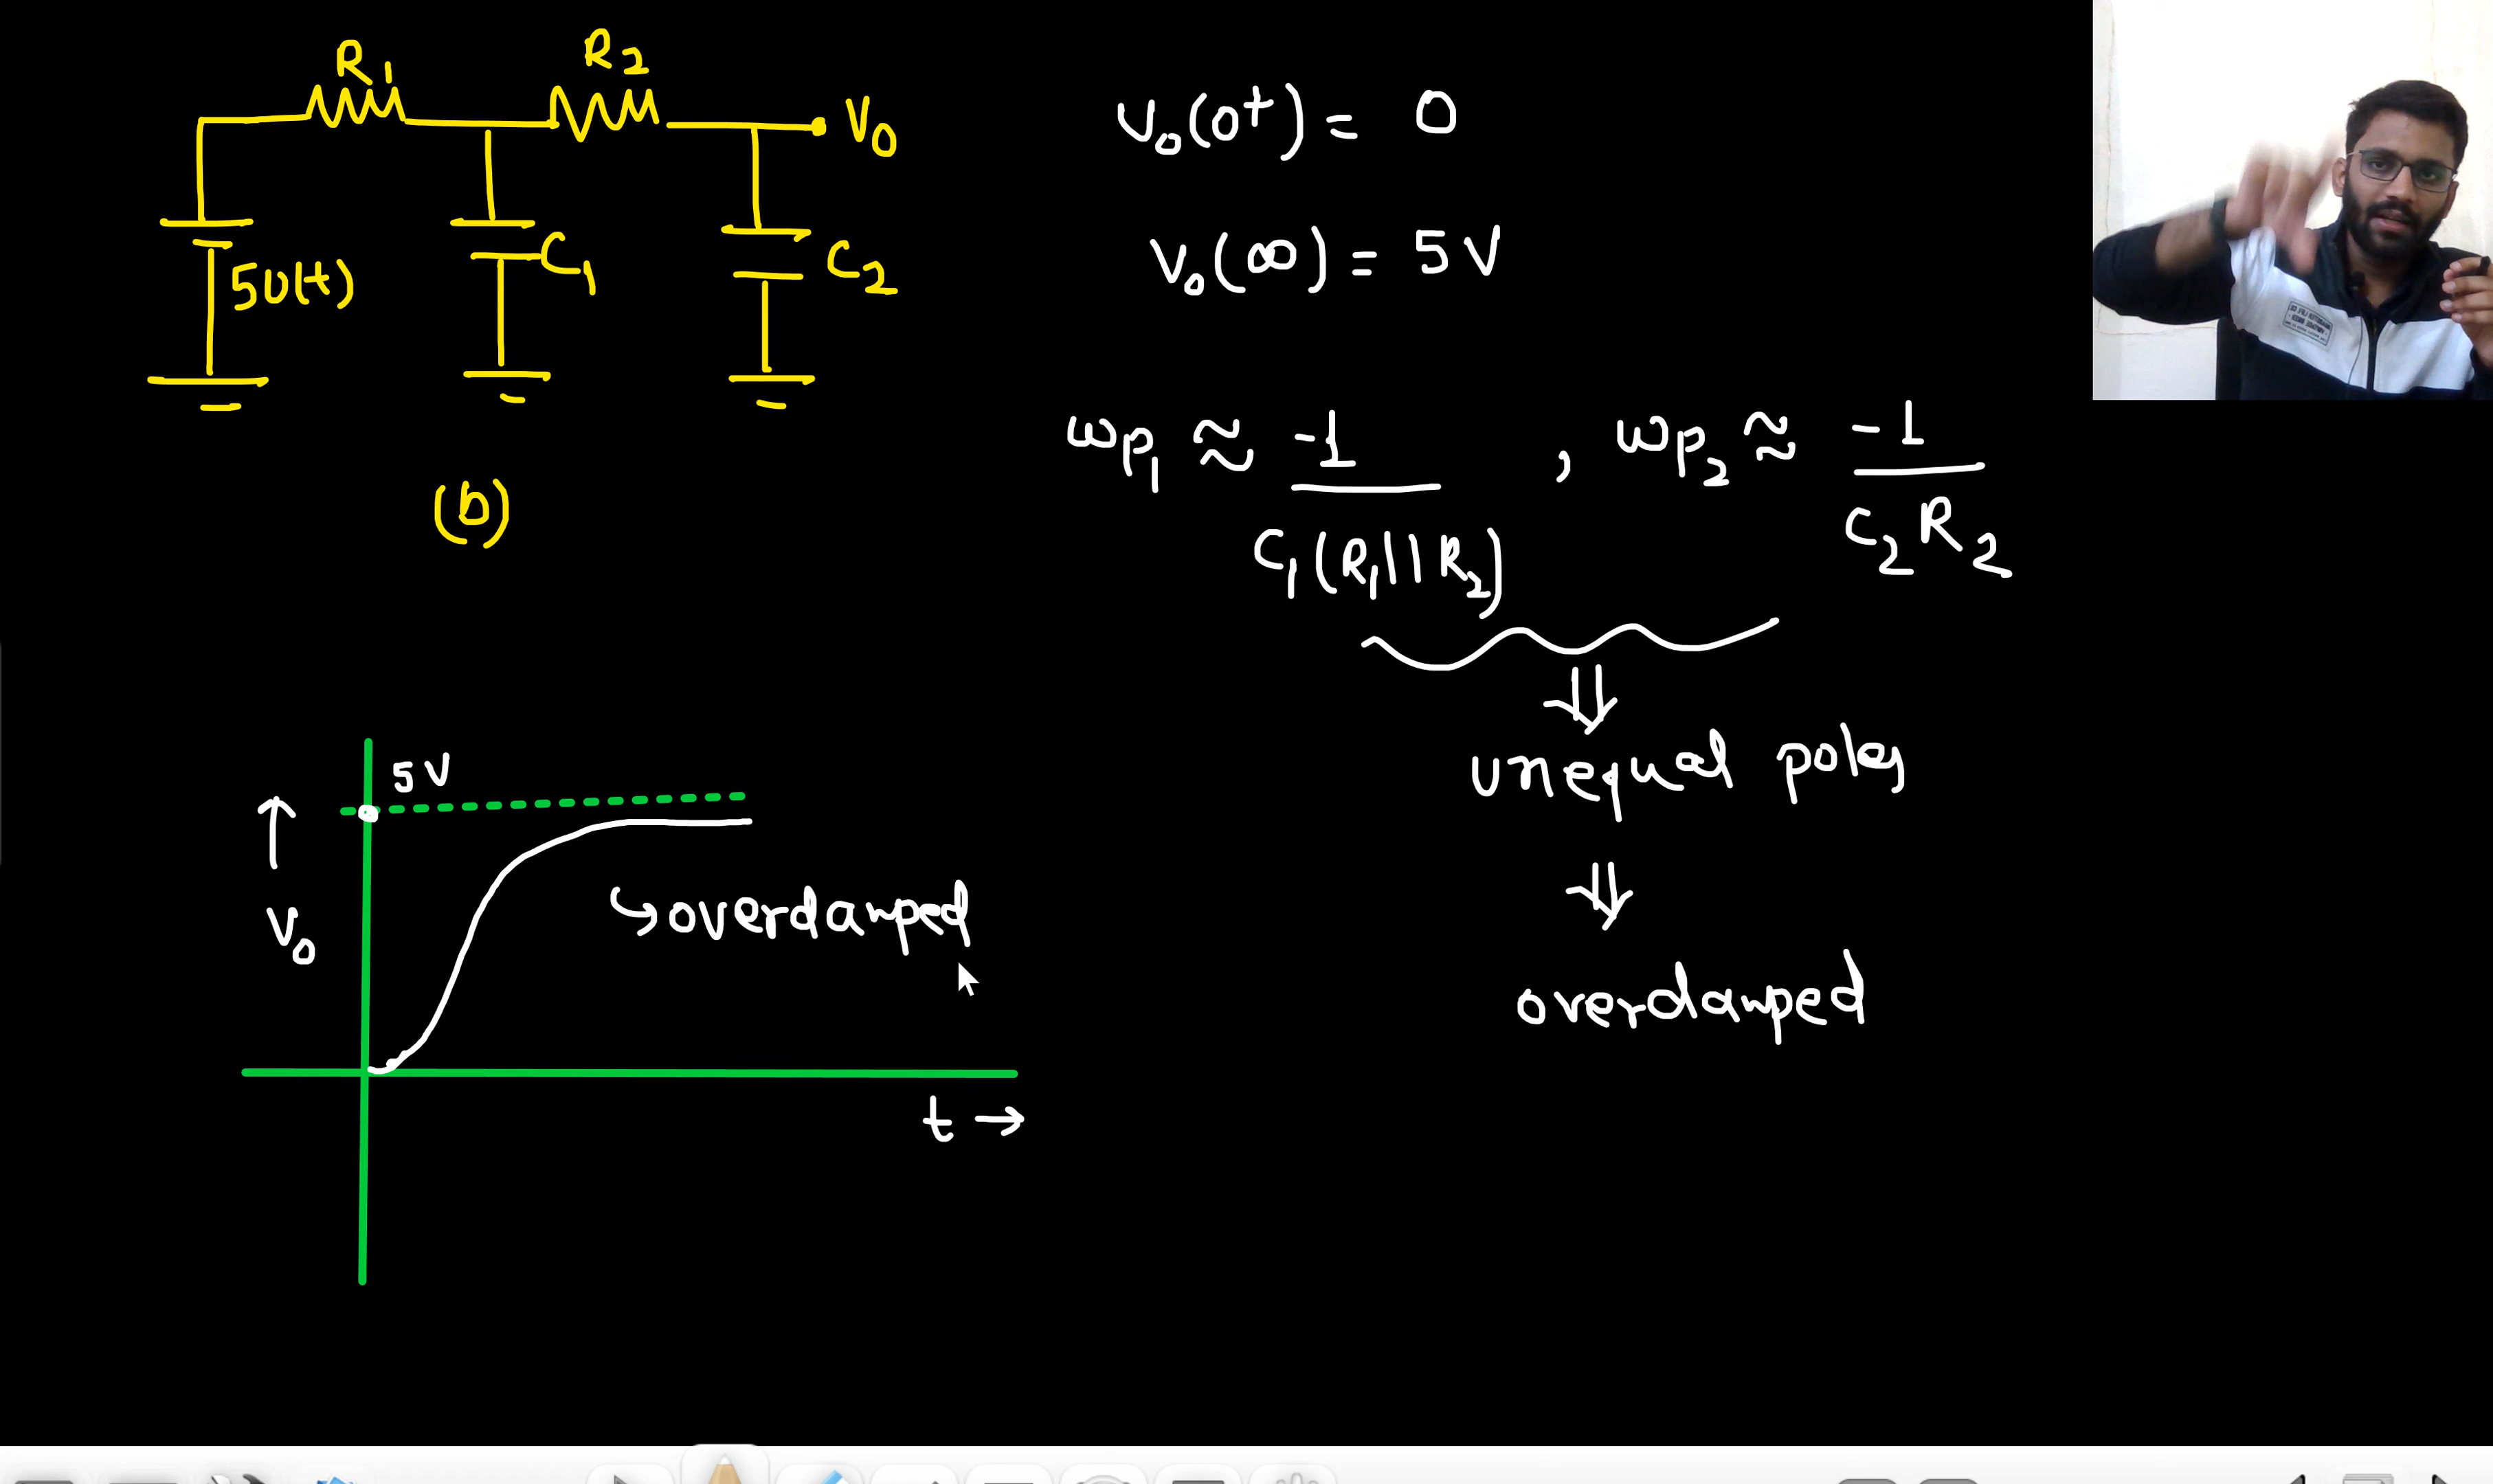 R1
R2
V0
5U(t)
C1
C2
(b)
V0(0+) = 0
V0(∞) = 5V
ωp1 ≈ -1 / C1(R1||R2) , ωp2 ≈ -1 / C2R2
⇓
unequal poles
⇓
overdamped
5V
↑
V0
↪overdamped
t →